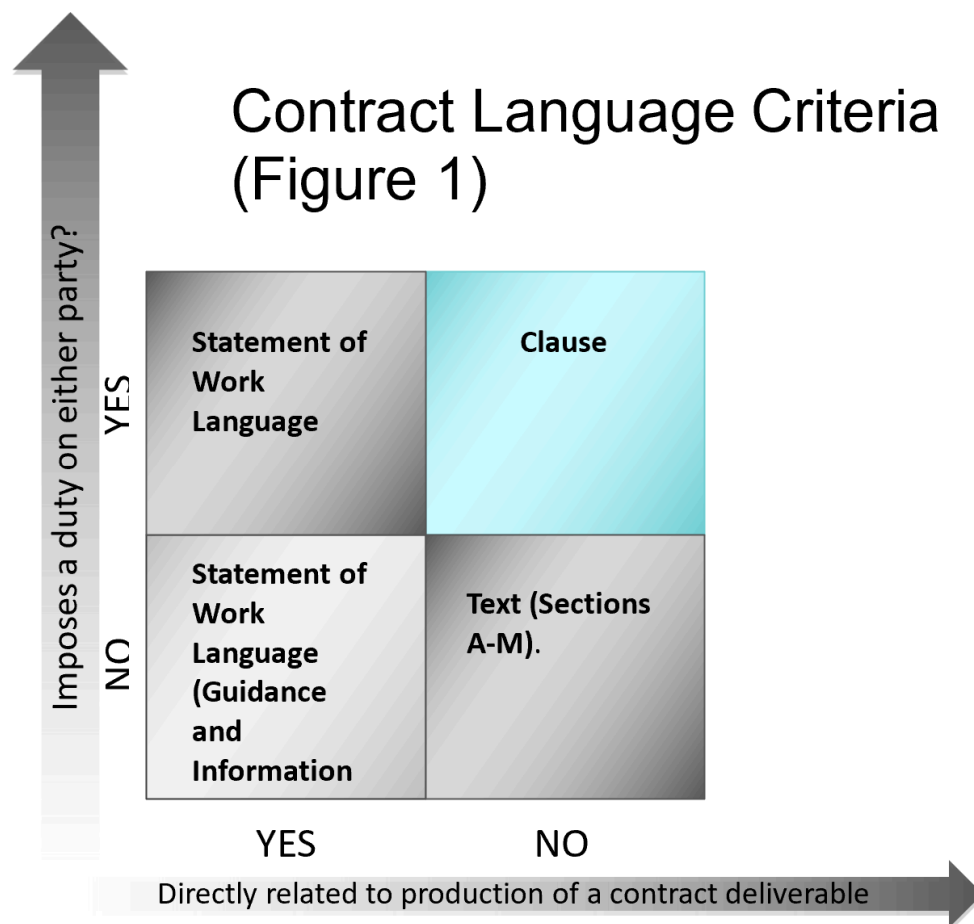 Contract Language Criteria
(Figure 1)
Imposes a duty on either party?
YES
NO
Statement of
Work
Language
Clause
Statement of
Work
Language
(Guidance
and
Information
Text (Sections
A-M).
YES
NO
Directly related to production of a contract deliverable